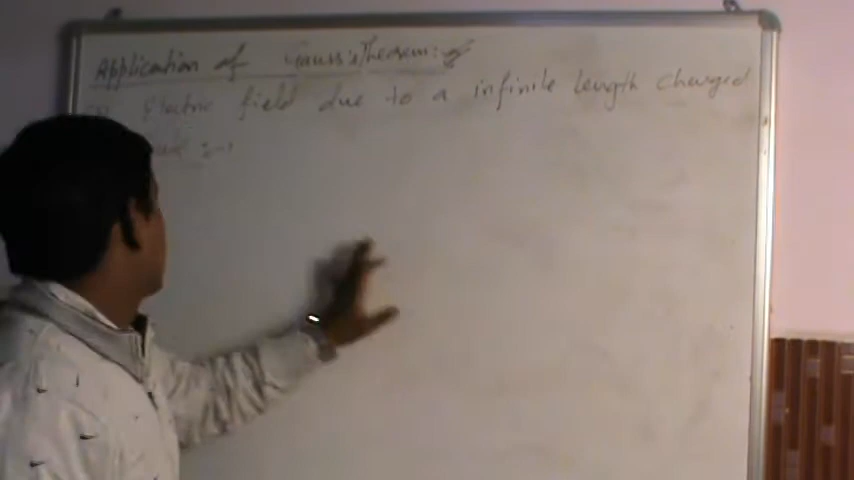 Application of Gauss's Theorem:-
Electric field due to a infinite length charged
:-